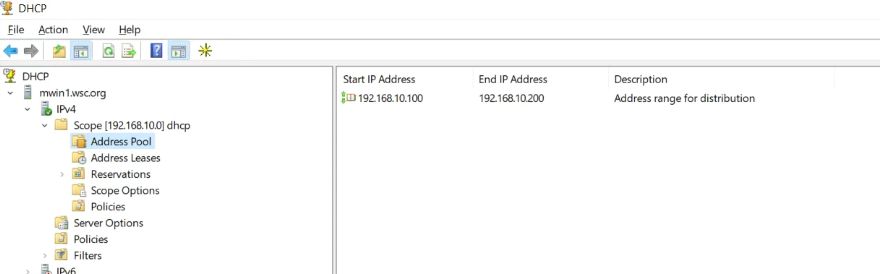 DHCP
File Action View Help
DHCP
mwin1.wsc.org
IPv4
Scope [192.168.10.0] dhcp
Address Pool
Address Leases
Reservations
Scope Options
Policies
Server Options
Policies
Filters
IPv6
Start IP Address End IP Address Description
192.168.10.100 192.168.10.200 Address range for distribution